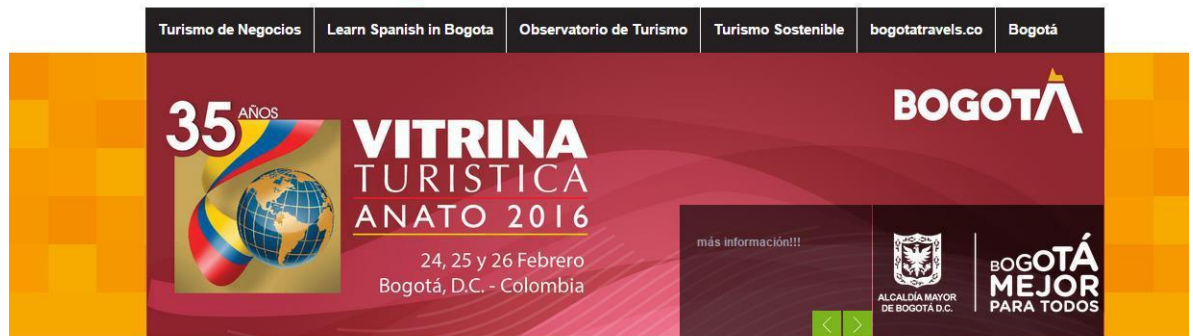 Turismo de Negocios
Learn Spanish in Bogota
Observatorio de Turismo
Turismo Sostenible
bogotatravels.co
Bogotá
BOGOTÁ
35 AÑOS
VITRINA
TURISTICA
ANATO 2016
24, 25 y 26 Febrero
Bogotá, D.C. - Colombia
más información!!!
ALCALDÍA MAYOR
DE BOGOTÁ D.C.
BOGOTÁ
MEJOR
PARA TODOS